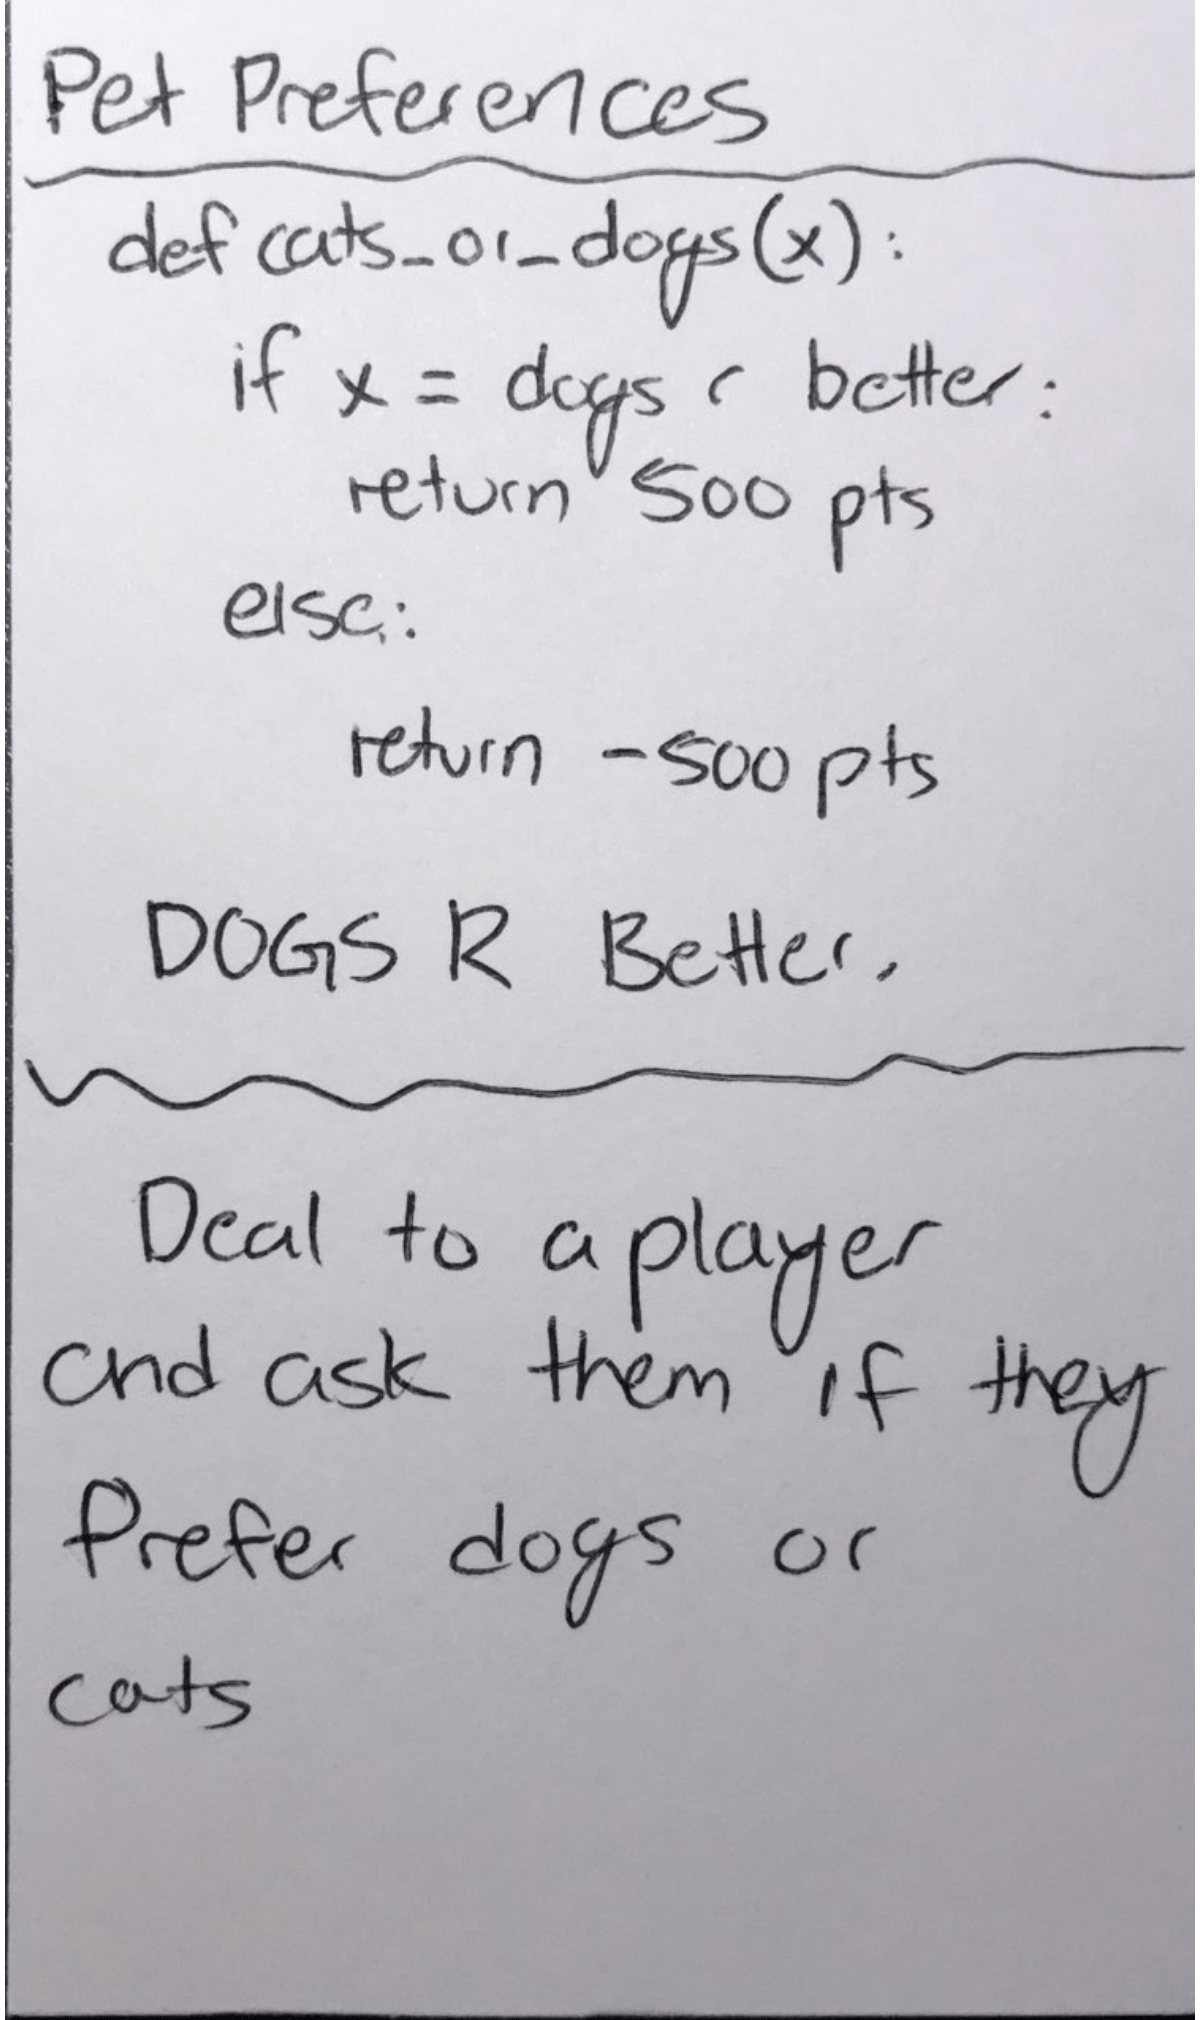 Pet Preferences
def cats_or_dogs(x):
if x = dogs r better:
return 500 pts
else:
return -500 pts
DOGS R Better.
Deal to a player
and ask them if they
Prefer dogs or
cats